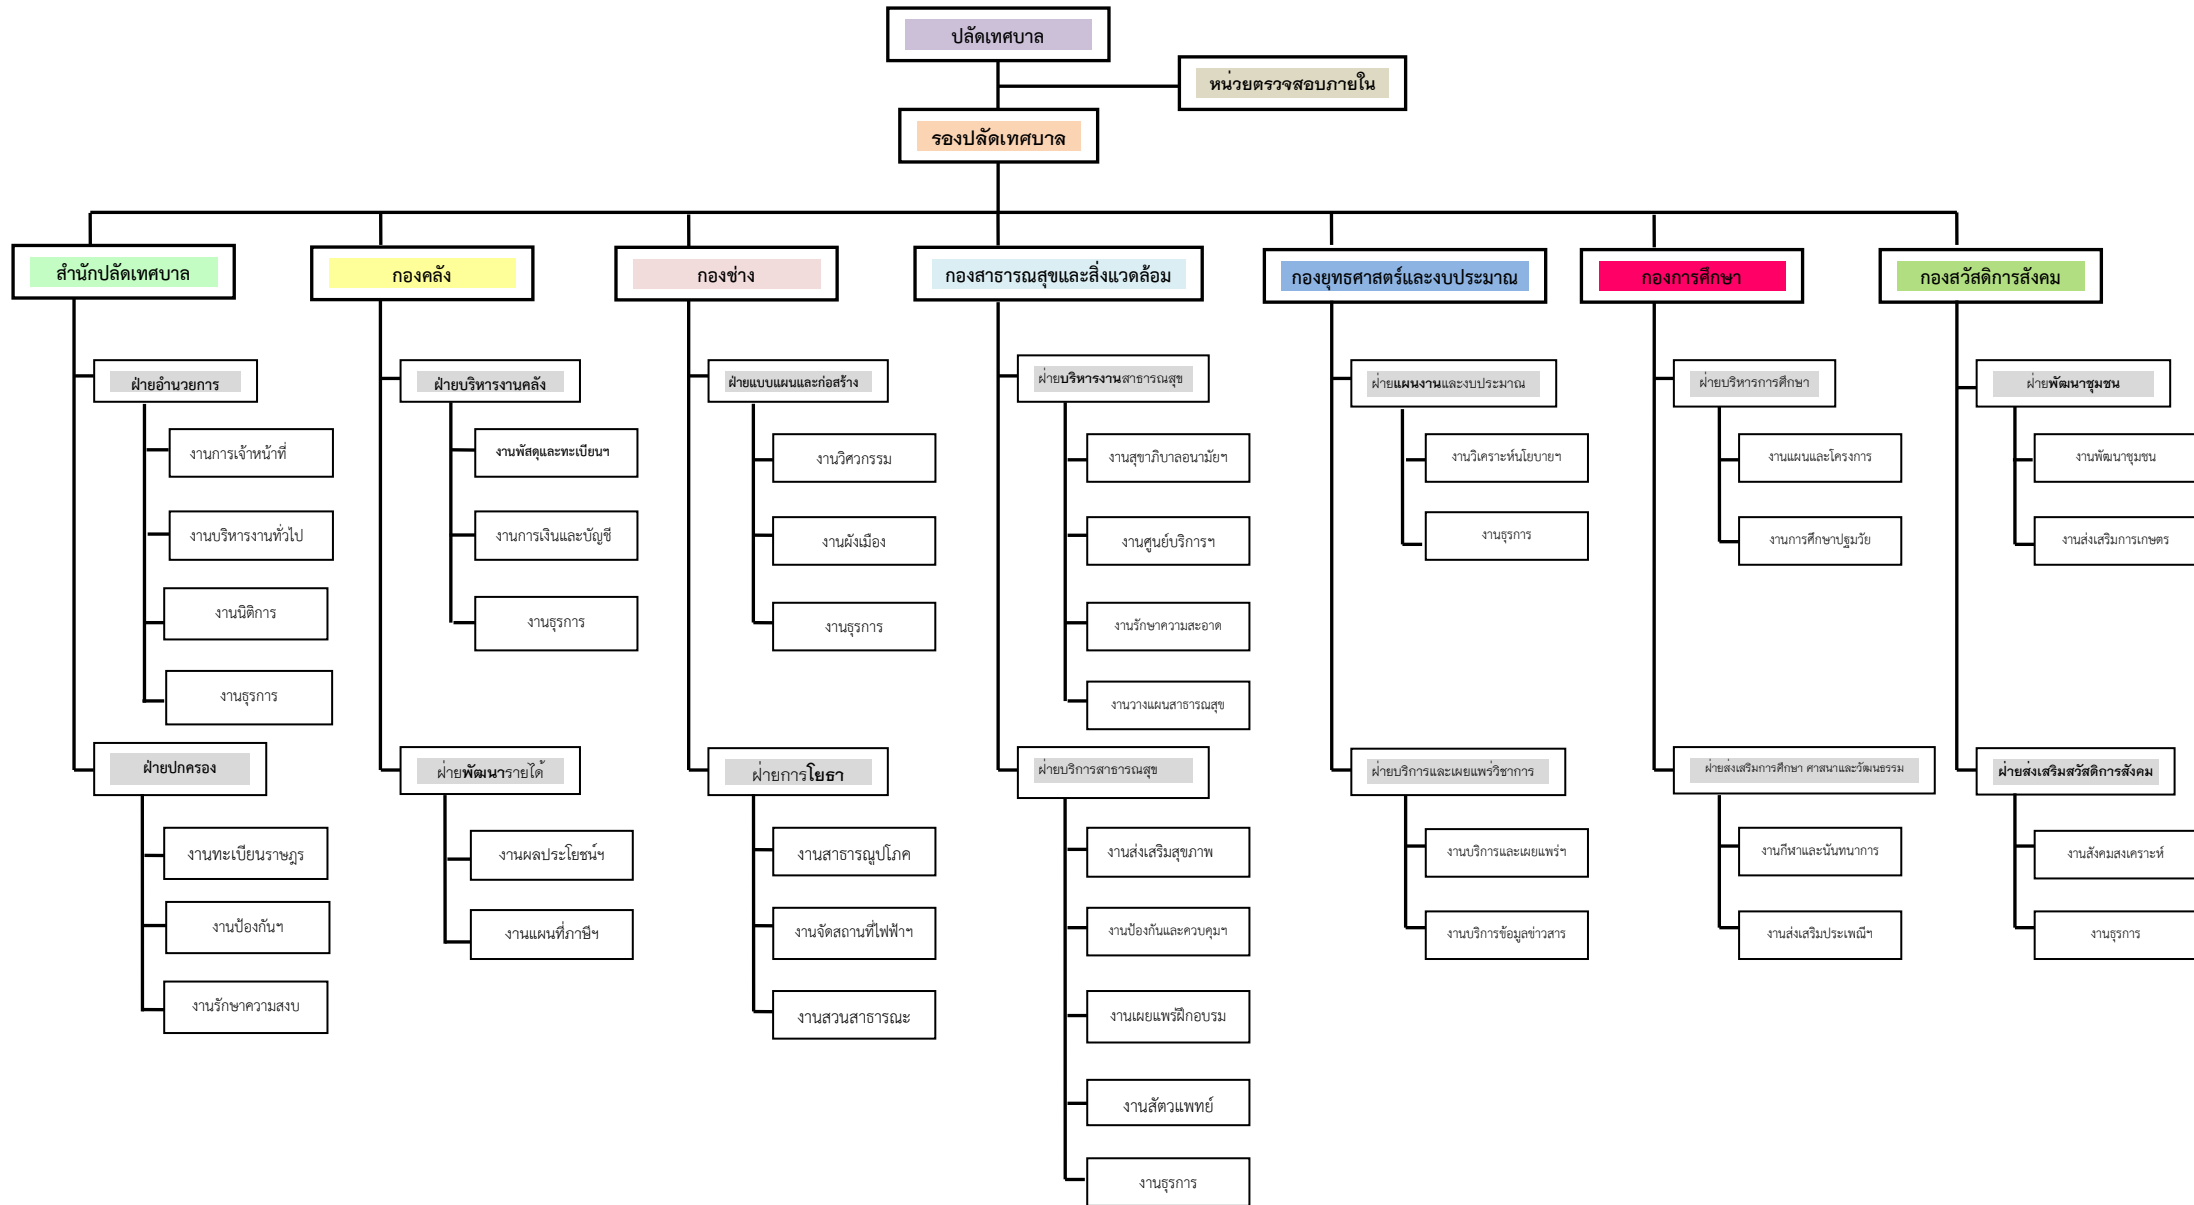 ปลัดเทศบาล
หน่วยตรวจสอบภายใน
รองปลัดเทศบาล
สำนักปลัดเทศบาล
กองคลัง
กองช่าง
กองสาธารณสุขและสิ่งแวดล้อม
กองยุทธศาสตร์และงบประมาณ
กองการศึกษา
กองสวัสดิการสังคม
ฝ่ายอำนวยการ
งานการเจ้าหน้าที่
งานบริหารงานทั่วไป
งานนิติการ
งานธุรการ
ฝ่ายปกครอง
งานทะเบียนราษฎร
งานป้องกันฯ
งานรักษาความสงบ
ฝ่ายบริหารงานคลัง
งานพัสดุและทะเบียนฯ
งานการเงินและบัญชี
งานธุรการ
ฝ่ายพัฒนารายได้
งานผลประโยชน์ฯ
งานแผนที่ภาษีฯ
ฝ่ายแบบแผนและก่อสร้าง
งานวิศวกรรม
งานผังเมือง
งานธุรการ
ฝ่ายการโยธา
งานสาธารณูปโภค
งานจัดสถานที่ไฟฟ้าฯ
งานสวนสาธารณะ
ฝ่ายบริหารงานสาธารณสุข
งานสุขาภิบาลอนามัยฯ
งานศูนย์บริการฯ
งานรักษาความสะอาด
งานวางแผนสาธารณสุข
ฝ่ายบริการสาธารณสุข
งานส่งเสริมสุขภาพ
งานป้องกันและควบคุมฯ
งานเผยแพร่ฝึกอบรม
งานสัตวแพทย์
งานธุรการ
ฝ่ายแผนงานและงบประมาณ
งานวิเคราะห์นโยบายฯ
งานธุรการ
ฝ่ายบริการและเผยแพร่วิชาการ
งานบริการและเผยแพร่ฯ
งานบริการข้อมูลข่าวสาร
ฝ่ายบริหารการศึกษา
งานแผนและโครงการ
งานการศึกษาปฐมวัย
ฝ่ายส่งเสริมการศึกษา ศาสนาและวัฒนธรรม
งานกีฬาและนันทนาการ
งานส่งเสริมประเพณีฯ
ฝ่ายพัฒนาชุมชน
งานพัฒนาชุมชน
งานส่งเสริมการเกษตร
ฝ่ายส่งเสริมสวัสดิการสังคม
งานสังคมสงเคราะห์
งานธุรการ